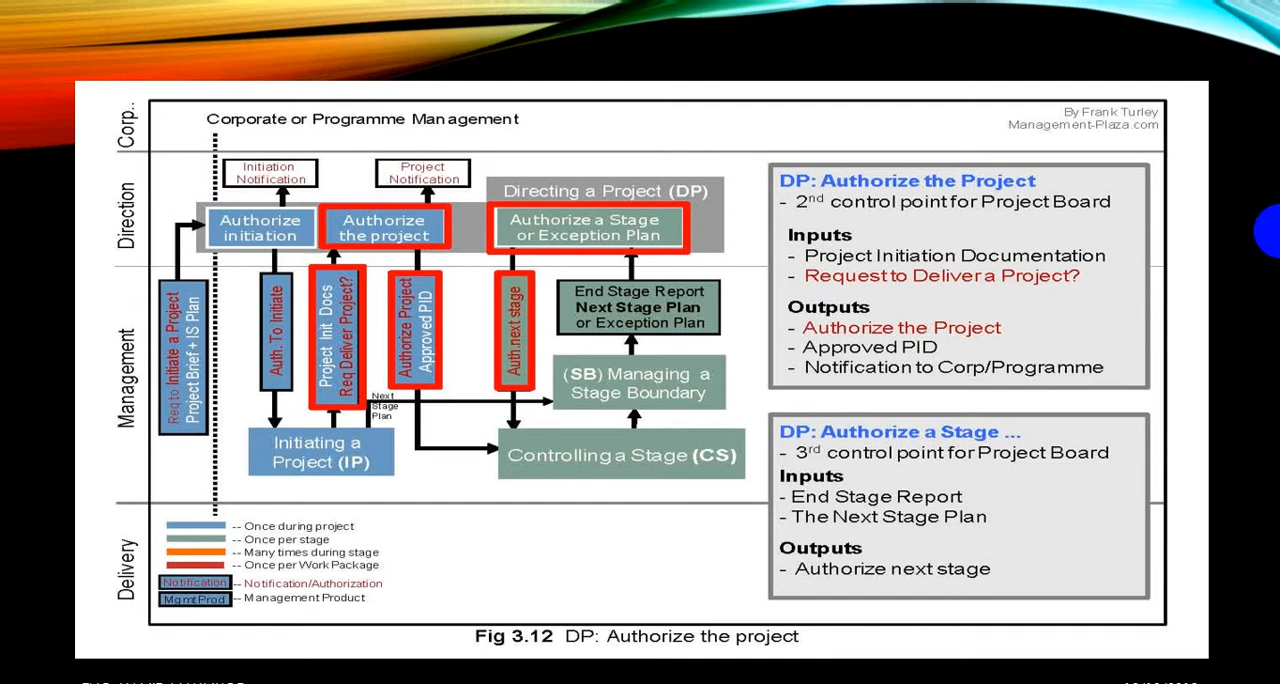 Corp..
Corporate or Programme Management
By Frank Turley
Management-Plaza.com
Direction
Initiation
Notification
Project
Notification
Directing a Project (DP)
Authorize
initiation
Authorize
the project
Authorize a Stage
or Exception Plan
Management
Req to Initiate a Project
Project Brief + IS Plan
Auth. To Initiate
Project Init Docs
Req Deliver Project?
Authorize Project
Approved PID
Auth.next stage
End Stage Report
Next Stage Plan
or Exception Plan
(SB) Managing a
Stage Boundary
Next
Stage
Plan
Initiating a
Project (IP)
Controlling a Stage (CS)
Delivery
-- Once during project
-- Once per stage
-- Many times during stage
-- Once per Work Package
Notification -- Notification/Authorization
MgmtProd -- Management Product
DP: Authorize the Project
- 2nd control point for Project Board
Inputs
- Project Initiation Documentation
- Request to Deliver a Project?
Outputs
- Authorize the Project
- Approved PID
- Notification to Corp/Programme
DP: Authorize a Stage ...
- 3rd control point for Project Board
Inputs
- End Stage Report
- The Next Stage Plan
Outputs
- Authorize next stage
Fig 3.12 DP: Authorize the project